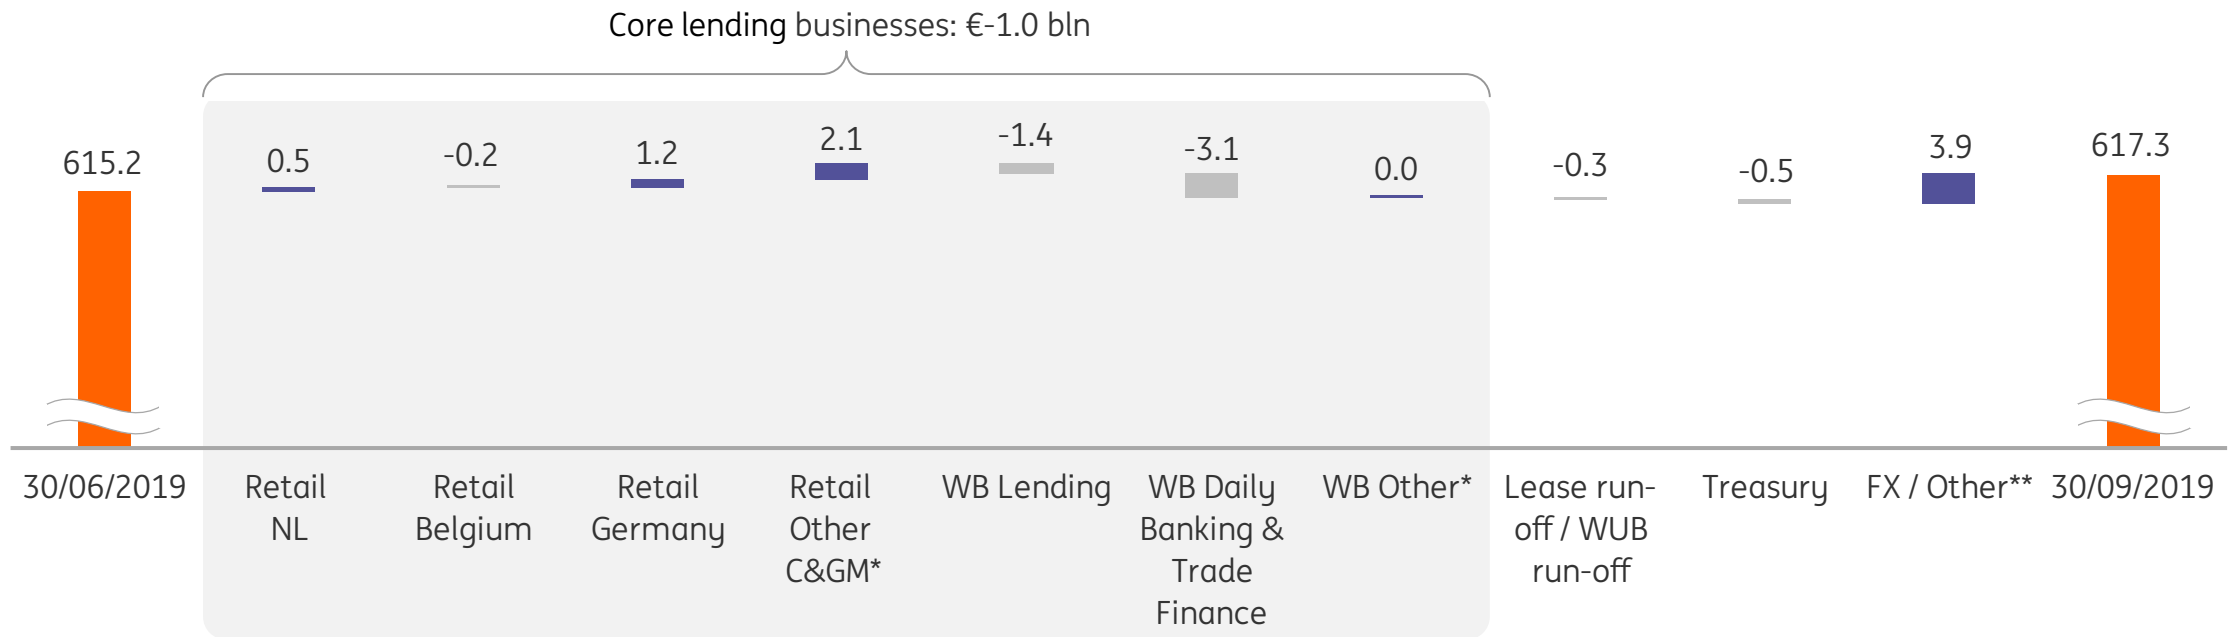 Core lending businesses: €-1.0 bln
615.2
0.5
-0.2
1.2
2.1
-1.4
-3.1
0.0
-0.3
-0.5
3.9
617.3
30/06/2019
Retail
NL
Retail
Belgium
Retail
Germany
Retail
Other
C&GM*
WB Lending
WB Daily
Banking &
Trade
Finance
WB Other*
Lease run-
off / WUB
run-off
Treasury
FX / Other**
30/09/2019